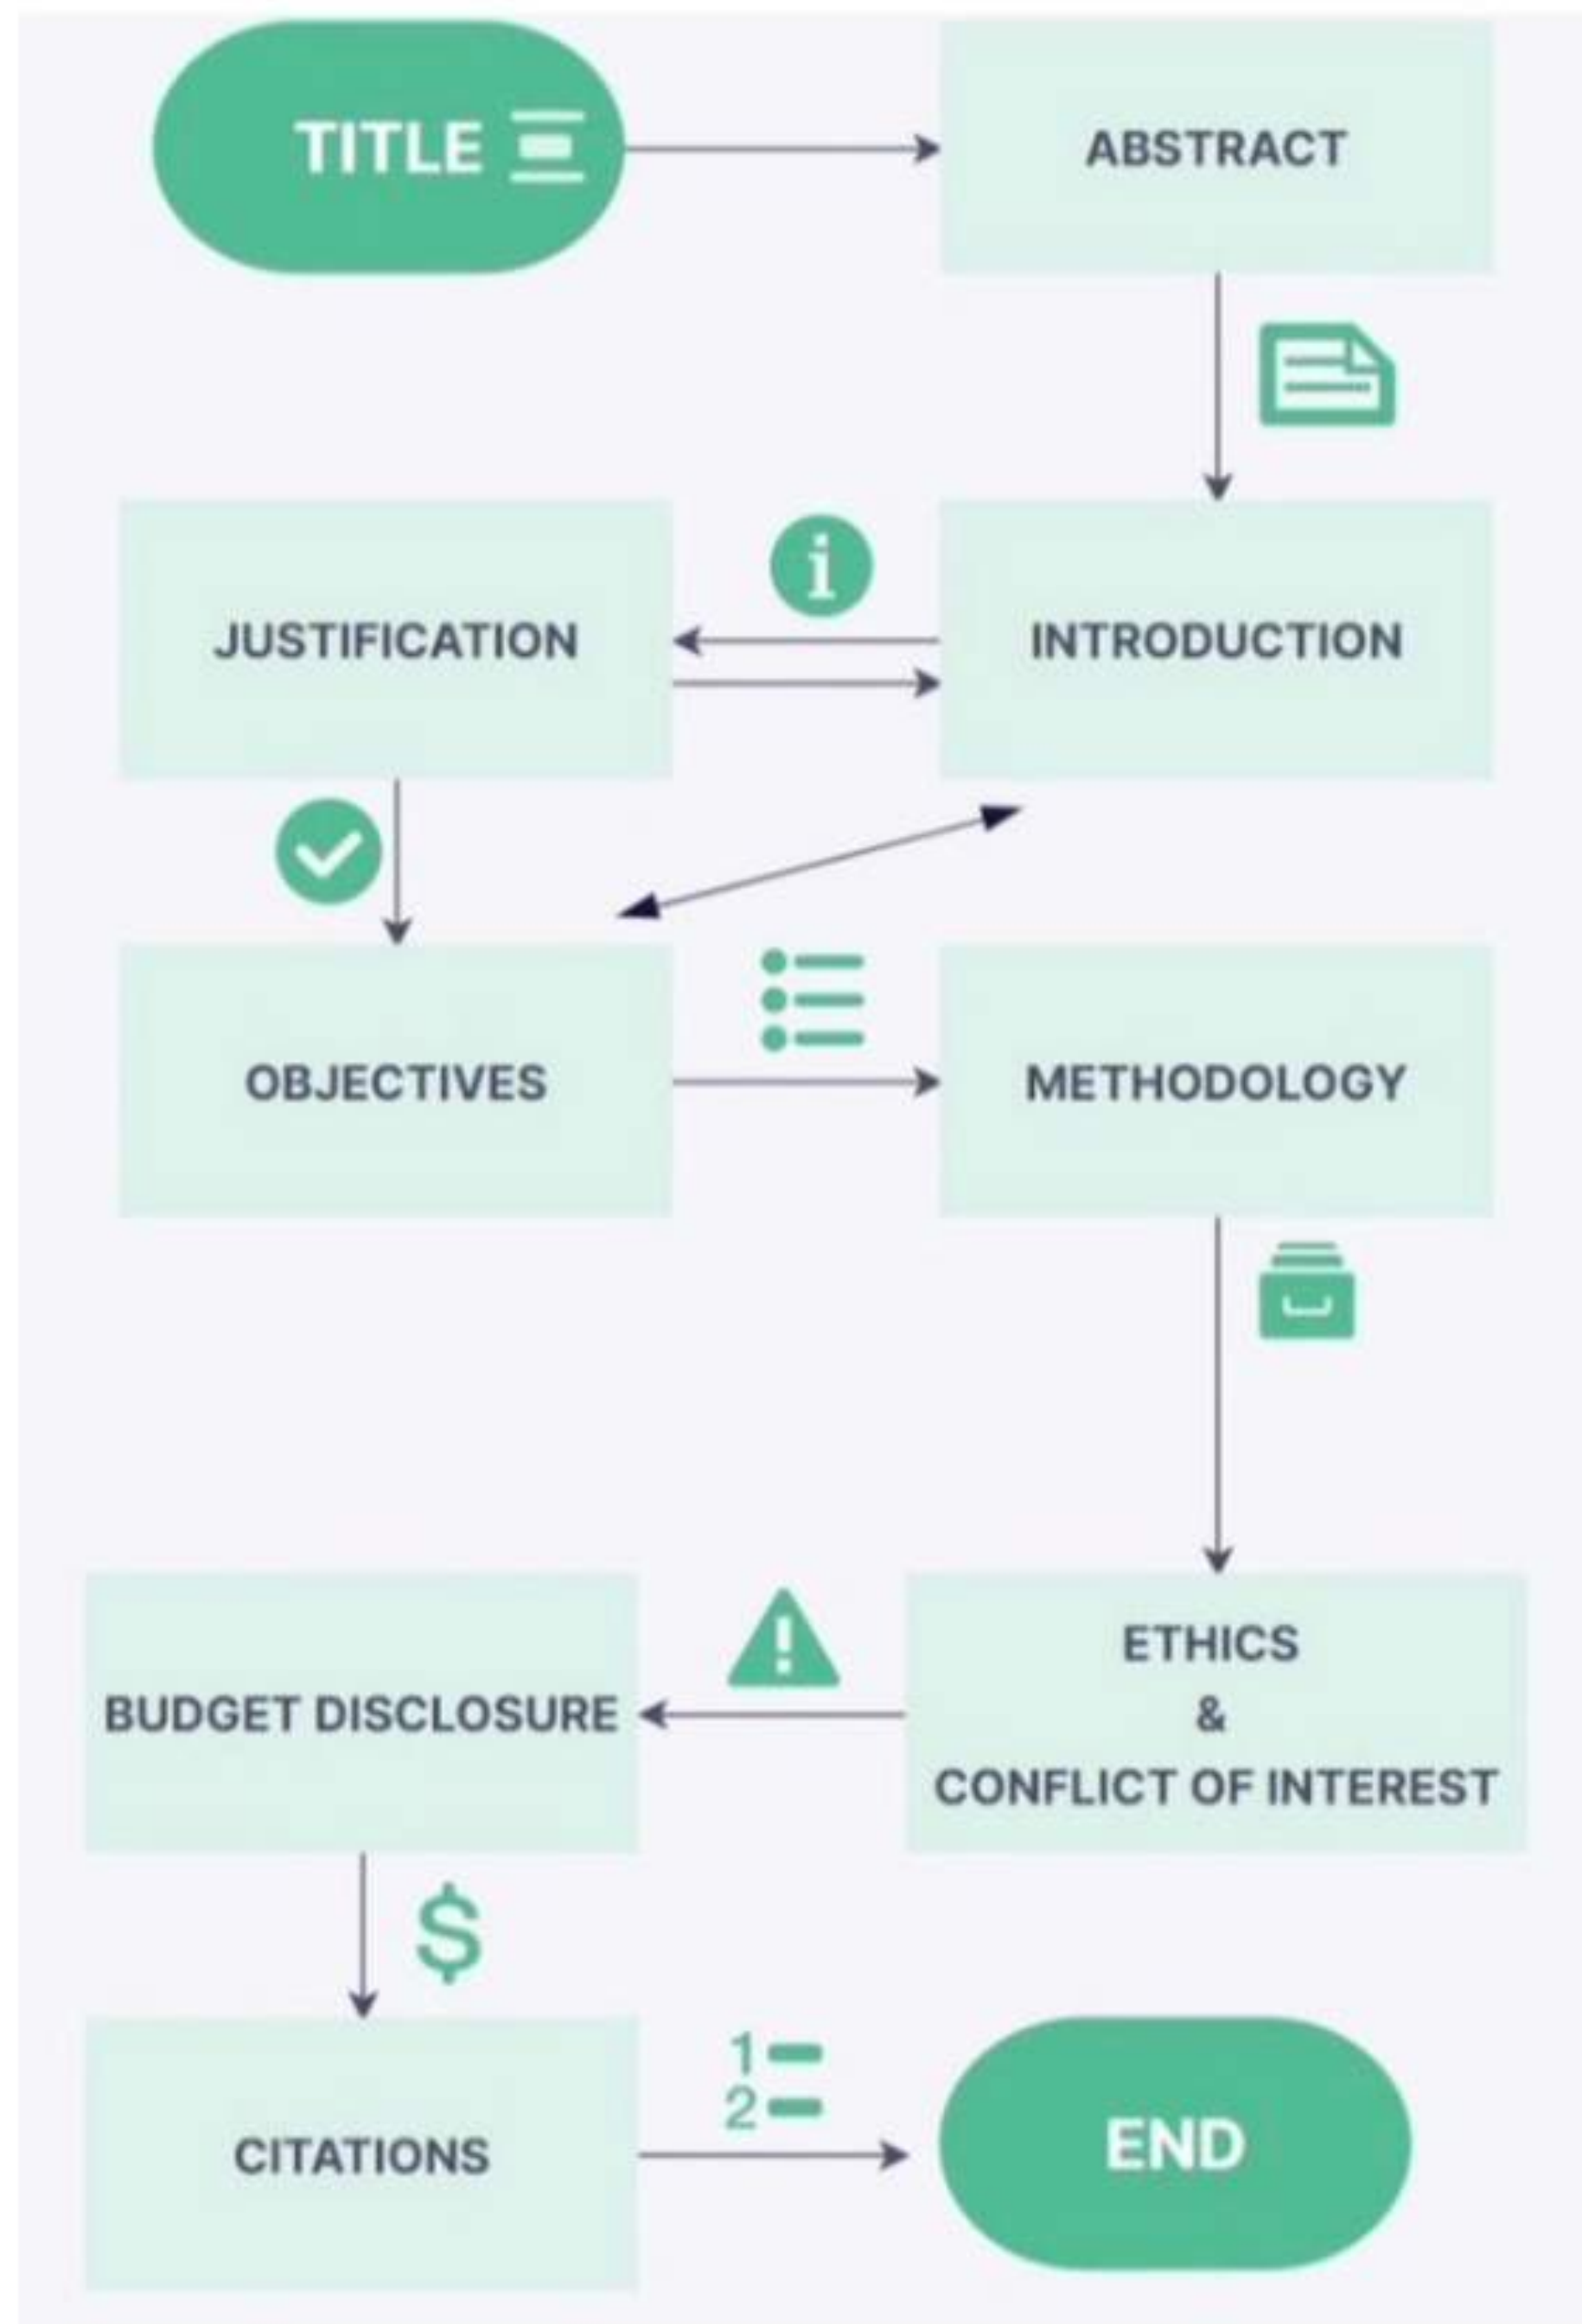 TITLE
ABSTRACT
JUSTIFICATION
i
INTRODUCTION
OBJECTIVES
METHODOLOGY
BUDGET DISCLOSURE
!
ETHICS
&
CONFLICT OF INTEREST
$
CITATIONS
1
2
END